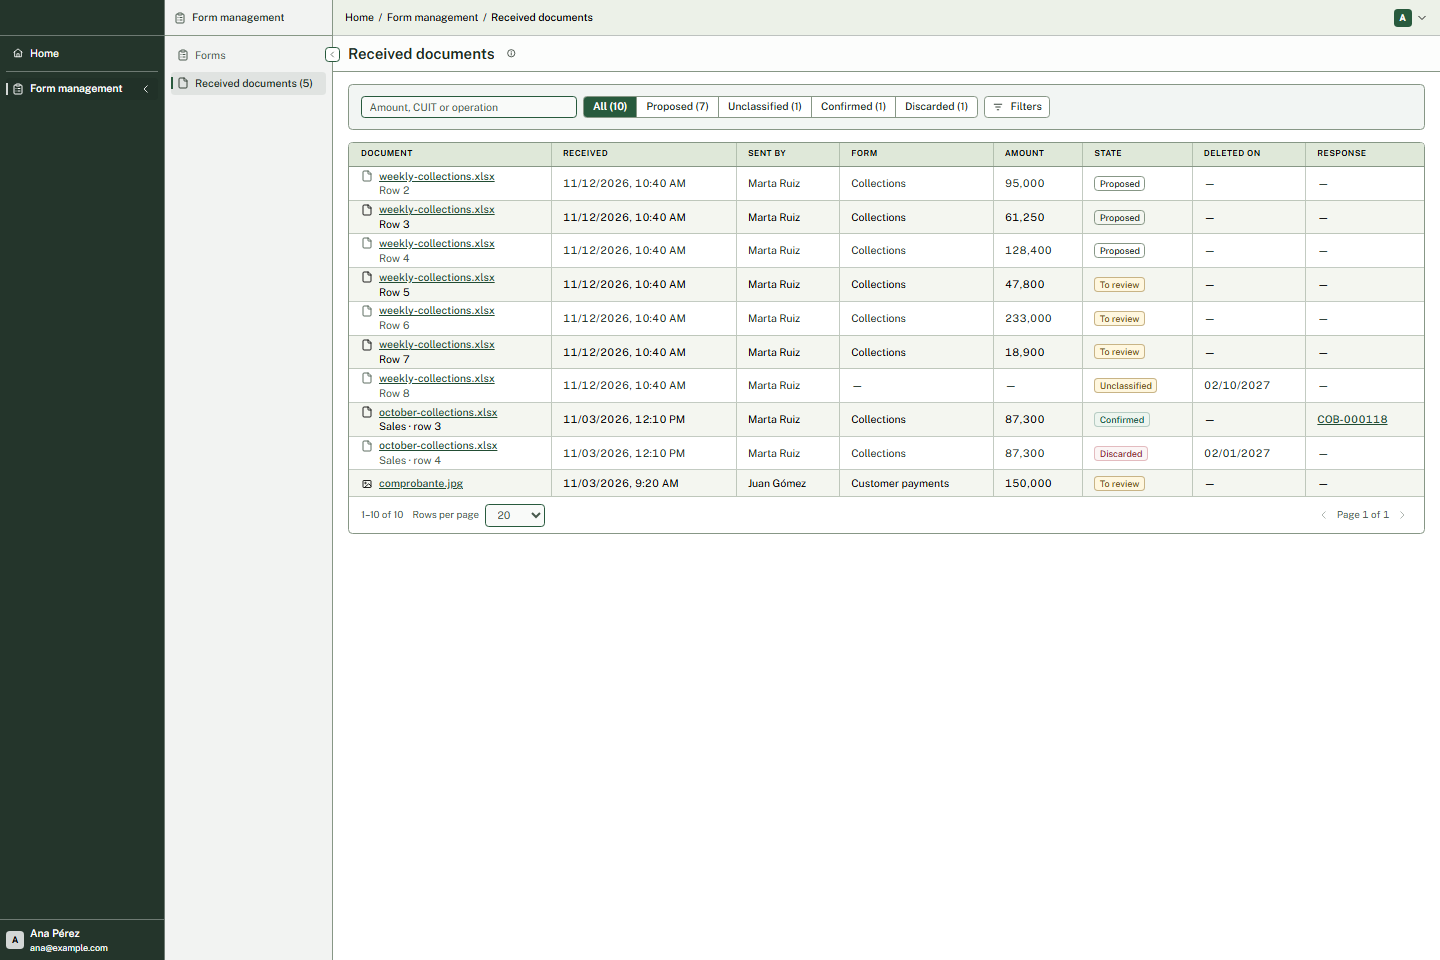 Form management
Home / Form management / Received documents
A
Home
Form management
Forms
Received documents (5)
Received documents
Amount, CUIT or operation
All (10)
Proposed (7)
Unclassified (1)
Confirmed (1)
Discarded (1)
Filters
DOCUMENT RECEIVED SENT BY FORM AMOUNT STATE DELETED ON RESPONSE
weekly-collections.xlsx
Row 2
11/12/2026, 10:40 AM Marta Ruiz Collections 95,000 Proposed — —
weekly-collections.xlsx
Row 3
11/12/2026, 10:40 AM Marta Ruiz Collections 61,250 Proposed — —
weekly-collections.xlsx
Row 4
11/12/2026, 10:40 AM Marta Ruiz Collections 128,400 Proposed — —
weekly-collections.xlsx
Row 5
11/12/2026, 10:40 AM Marta Ruiz Collections 47,800 To review — —
weekly-collections.xlsx
Row 6
11/12/2026, 10:40 AM Marta Ruiz Collections 233,000 To review — —
weekly-collections.xlsx
Row 7
11/12/2026, 10:40 AM Marta Ruiz Collections 18,900 To review — —
weekly-collections.xlsx
Row 8
11/12/2026, 10:40 AM Marta Ruiz — — Unclassified 02/10/2027 —
october-collections.xlsx
Sales · row 3
11/03/2026, 12:10 PM Marta Ruiz Collections 87,300 Confirmed — COB-000118
october-collections.xlsx
Sales · row 4
11/03/2026, 12:10 PM Marta Ruiz Collections 87,300 Discarded 02/01/2027 —
comprobante.jpg 11/03/2026, 9:20 AM Juan Gómez Customer payments 150,000 To review — —
1–10 of 10 Rows per page 20
Page 1 of 1
A
Ana Pérez
ana@example.com